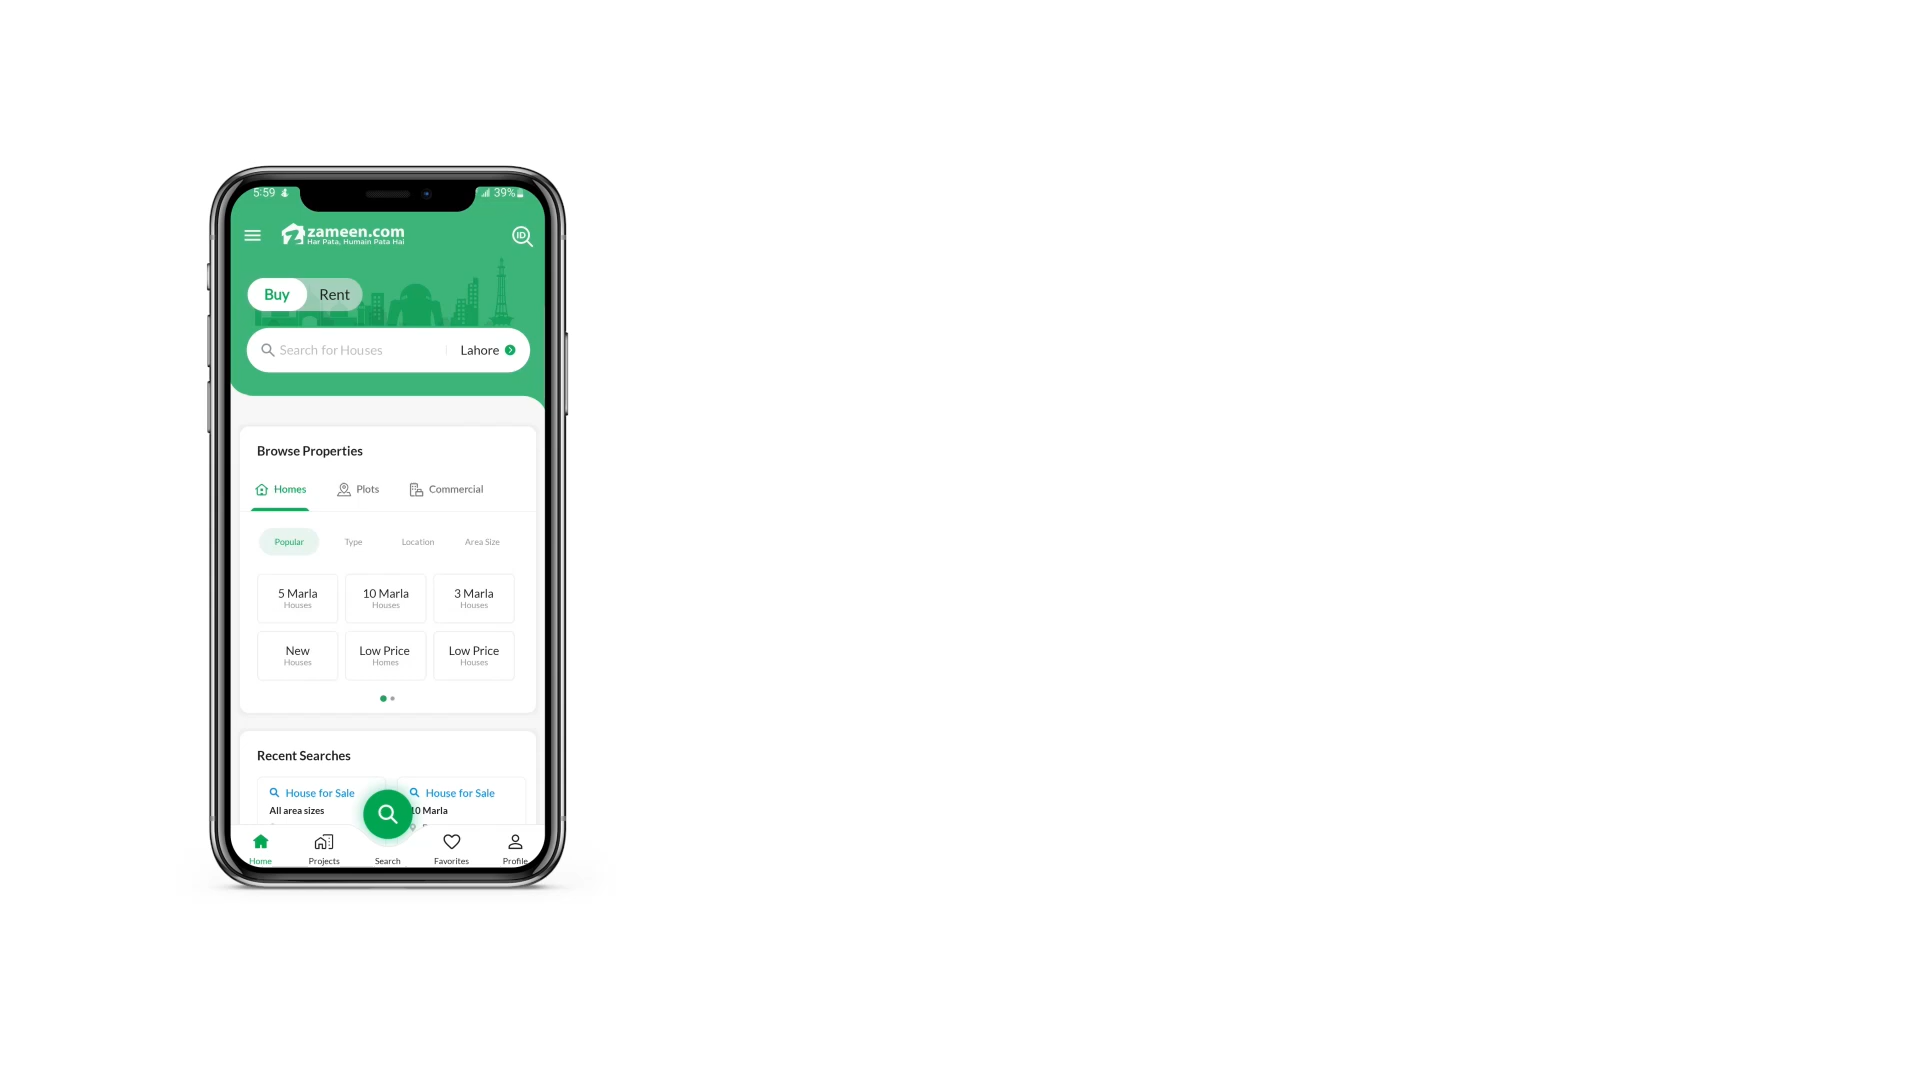 5:59
39%
zameen.com
Har Pata, Humain Pata Hai
ID
Buy Rent
Search for Houses
Lahore
Browse Properties
Homes Plots Commercial
Popular Type Location Area Size
5 Marla
Houses
10 Marla
Houses
3 Marla
Houses
New
Houses
Low Price
Homes
Low Price
Houses
Recent Searches
House for Sale
All area sizes
House for Sale
10 Marla
Home Projects Search Favorites Profile